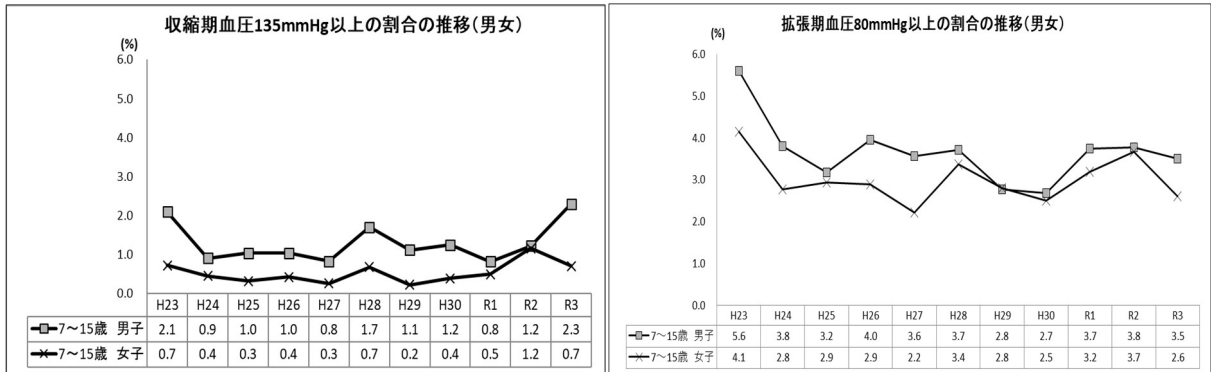 収縮期血圧135mmHg以上の割合の推移(男女)
(%)
6.0
5.0
4.0
3.0
2.0
1.0
0.0
H23 H24 H25 H26 H27 H28 H29 H30 R1 R2 R3
7～15歳 男子 2.1 0.9 1.0 1.0 0.8 1.7 1.1 1.2 0.8 1.2 2.3
7～15歳 女子 0.7 0.4 0.3 0.4 0.3 0.7 0.2 0.4 0.5 1.2 0.7
拡張期血圧80mmHg以上の割合の推移(男女)
(%)
6.0
5.0
4.0
3.0
2.0
1.0
0.0
H23 H24 H25 H26 H27 H28 H29 H30 R1 R2 R3
7～15歳 男子 5.6 3.8 3.2 4.0 3.6 3.7 2.8 2.7 3.7 3.8 3.5
7～15歳 女子 4.1 2.8 2.9 2.9 2.2 3.4 2.8 2.5 3.2 3.7 2.6